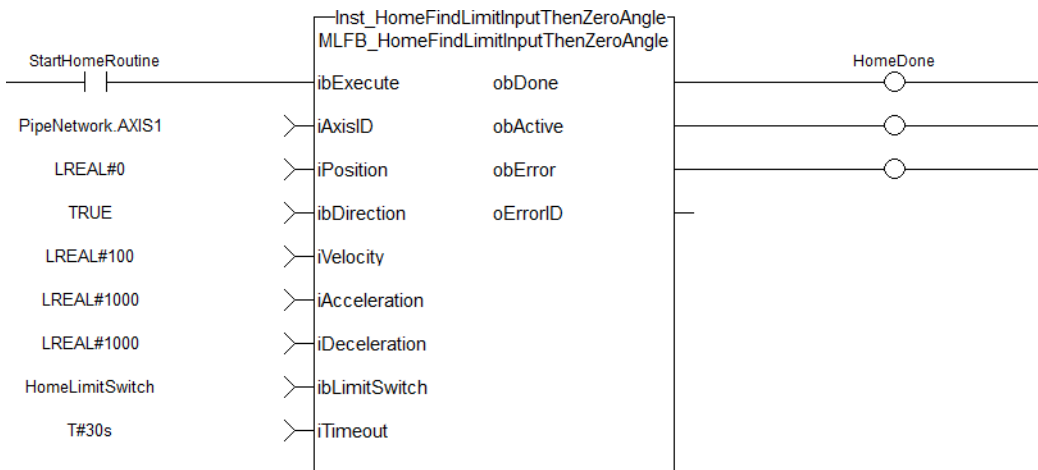 Inst_HomeFindLimitInputThenZeroAngle
MLFB_HomeFindLimitInputThenZeroAngle
StartHomeRoutine
HomeDone
ibExecute obDone
PipeNetwork.AXIS1 iAxisID obActive
LREAL#0 iPosition obError
TRUE ibDirection oErrorID
LREAL#100 iVelocity
LREAL#1000 iAcceleration
LREAL#1000 iDeceleration
HomeLimitSwitch ibLimitSwitch
T#30s iTimeout